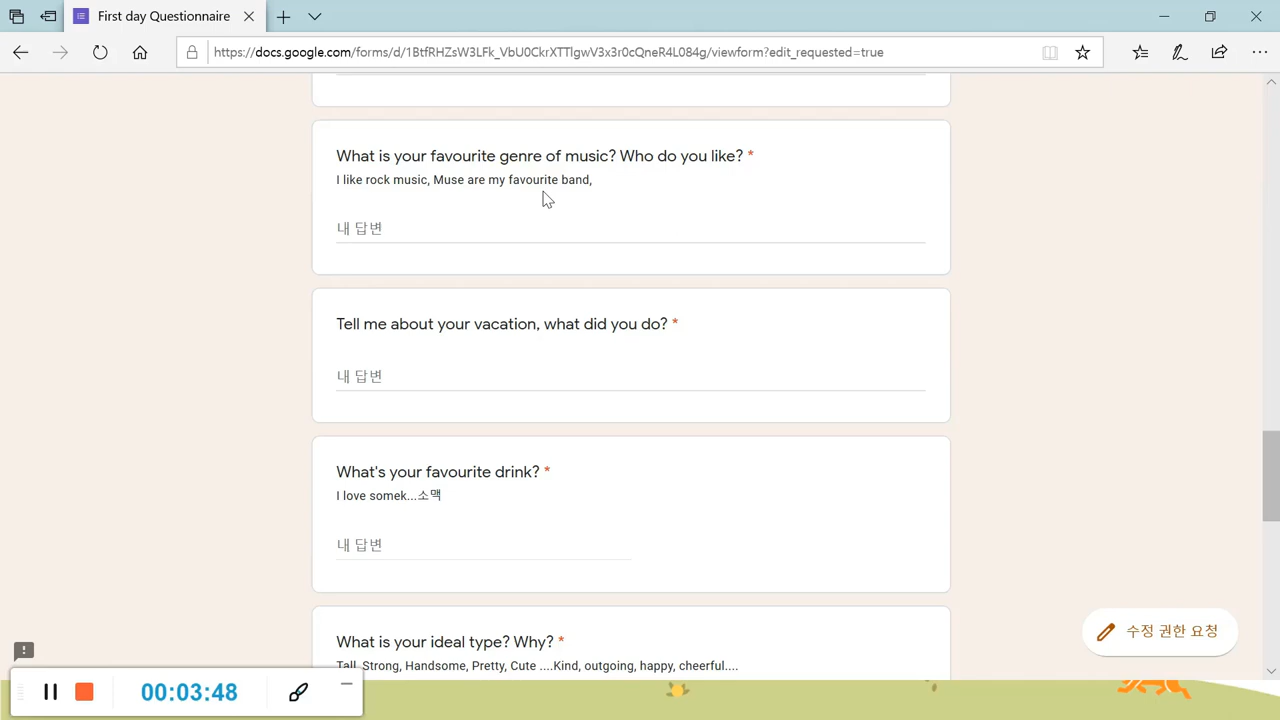 First day Questionnaire
https://docs.google.com/forms/d/1BtfRHZsW3LFk_VbU0CkrXTTlgwV3x3r0cQneR4L084g/viewform?edit_requested=true
What is your favourite genre of music? Who do you like? *
I like rock music, Muse are my favourite band,
내 답변
Tell me about your vacation, what did you do? *
내 답변
What's your favourite drink? *
I love somek...소맥
내 답변
수정 권한 요청
What is your ideal type? Why? *
Tall, Strong, Handsome, Pretty, Cute ....Kind, outgoing, happy, cheerful....
00:03:48